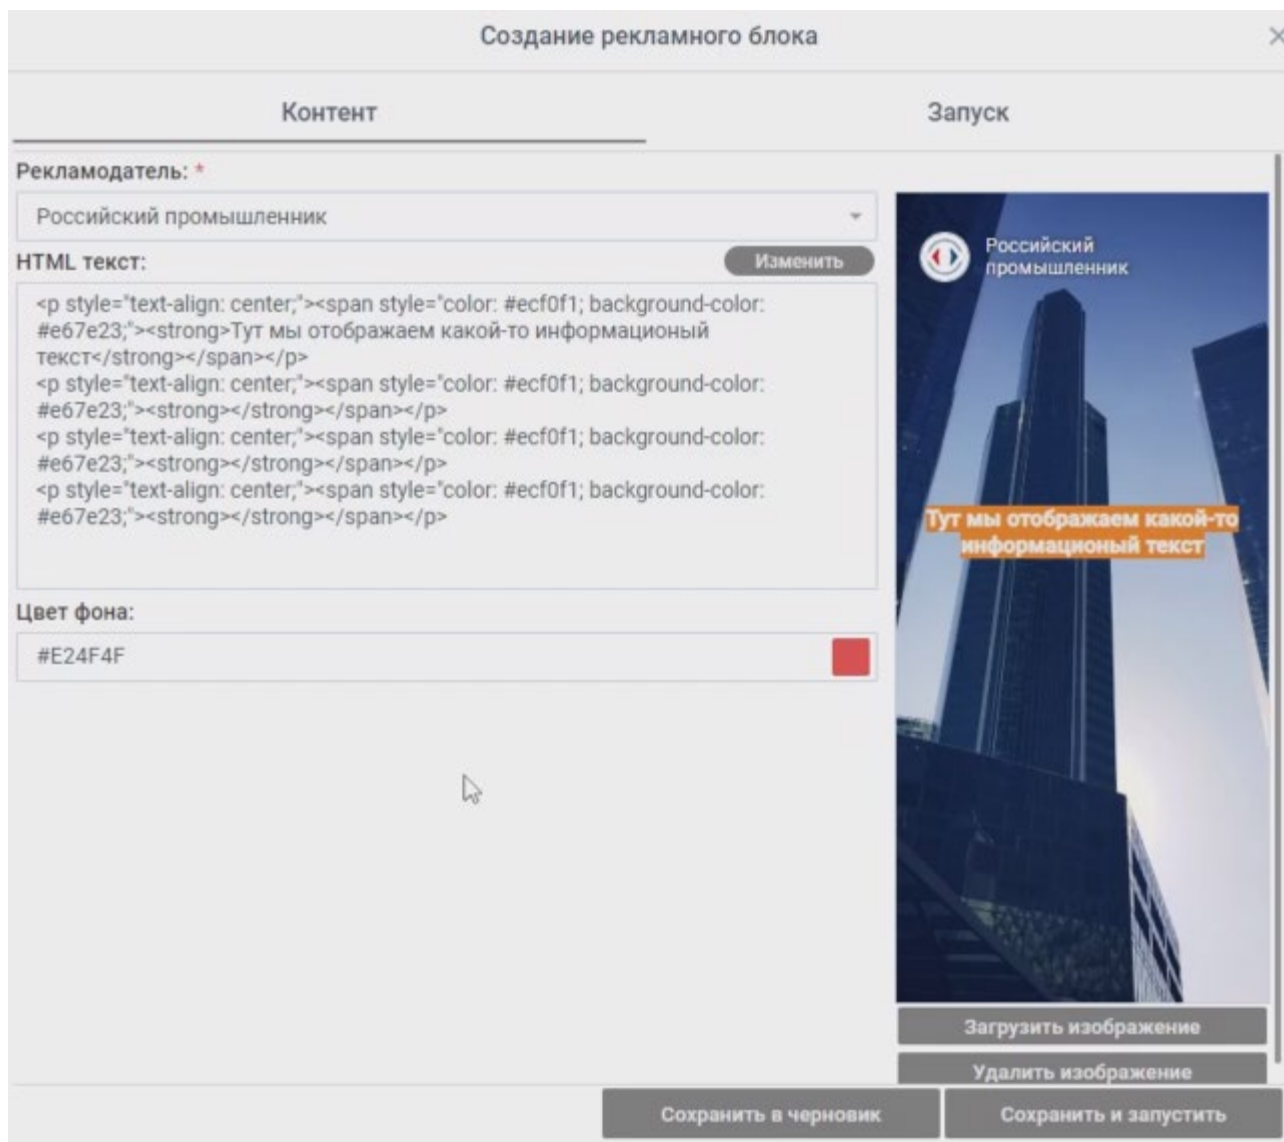 Создание рекламного блока
Контент
Запуск
Рекламодатель: *
Российский промышленник
HTML текст:
Изменить
<p style="text-align: center;"><span style="color: #ecf0f1; background-color:
#e67e23;"><strong>Тут мы отображаем какой-то информационый
текст</strong></span></p>
<p style="text-align: center;"><span style="color: #ecf0f1; background-color:
#e67e23;"><strong></strong></span></p>
<p style="text-align: center;"><span style="color: #ecf0f1; background-color:
#e67e23;"><strong></strong></span></p>
<p style="text-align: center;"><span style="color: #ecf0f1; background-color:
#e67e23;"><strong></strong></span></p>
Цвет фона:
#E24F4F
Российский
промышленник
Тут мы отображаем какой-то
информационый текст
Загрузить изображение
Удалить изображение
Сохранить в черновик
Сохранить и запустить